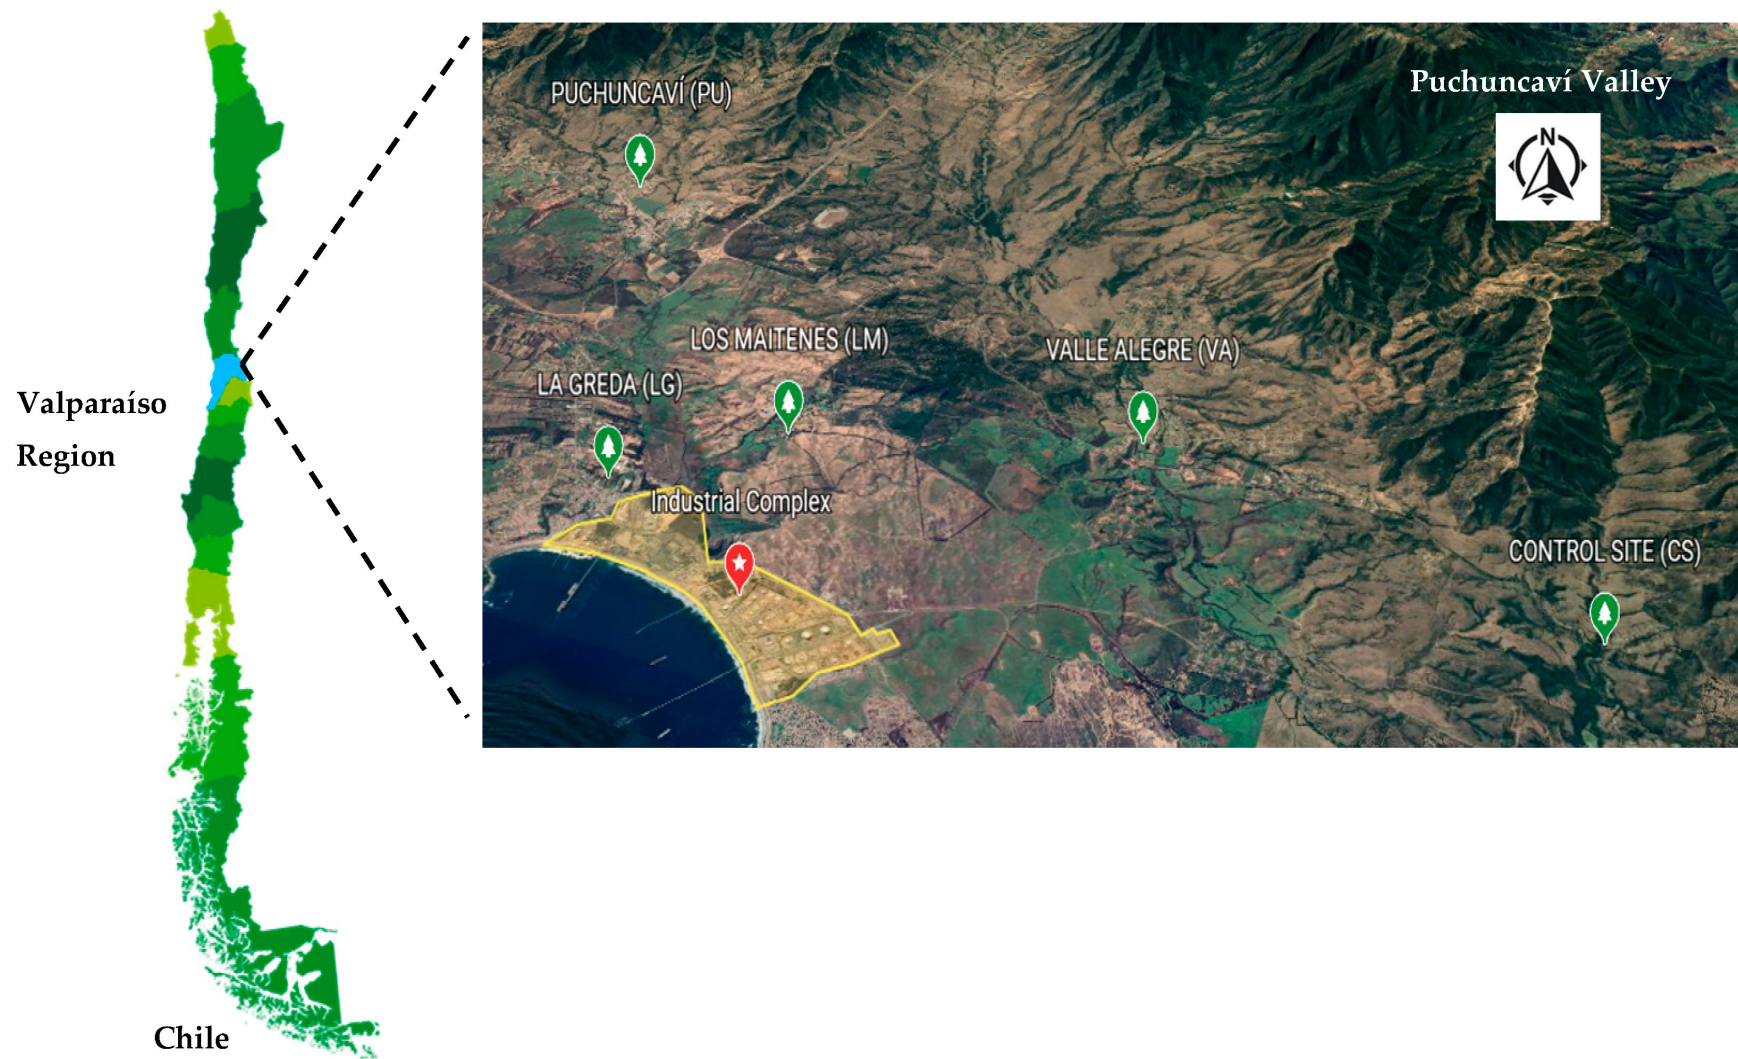 PUCHUNCAVÍ (PU)
Puchuncaví Valley
N
LOS MAITENES (LM)
VALLE ALEGRE (VA)
LA GREDA (LG)
Valparaíso
Region
Industrial Complex
CONTROL SITE (CS)
Chile